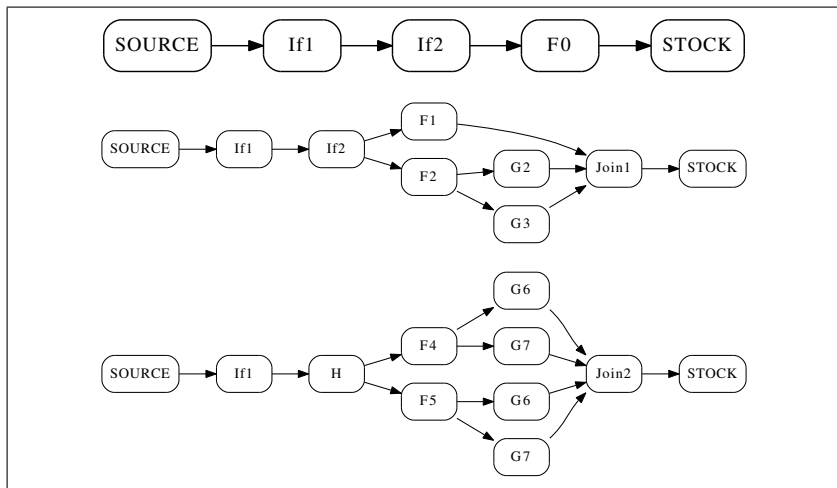 SOURCE If1 If2 F0 STOCK
F1
SOURCE If1 If2 G2 Join1 STOCK
F2
G3
G6
F4 G7
SOURCE If1 H Join2 STOCK
F5 G6
G7